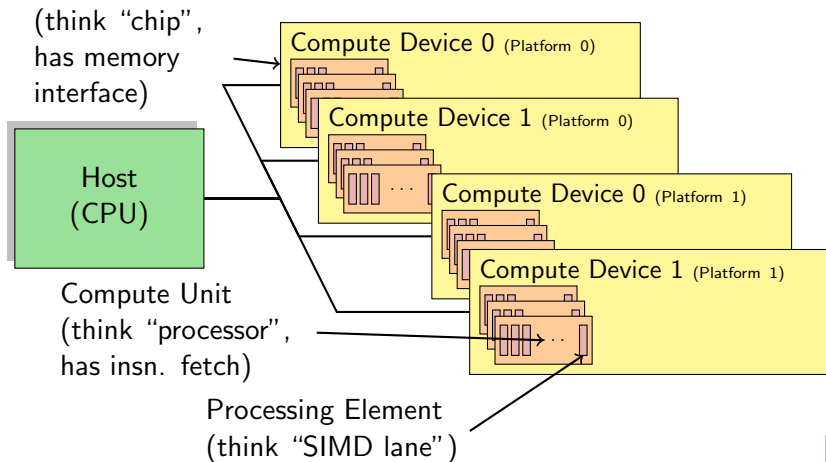 (think “chip”,
has memory
interface)
Compute Device 0 (Platform 0)
Compute Device 1 (Platform 0)
Host
(CPU)
Compute Device 0 (Platform 1)
Compute Device 1 (Platform 1)
Compute Unit
(think “processor”,
has insn. fetch)
Processing Element
(think “SIMD lane”)